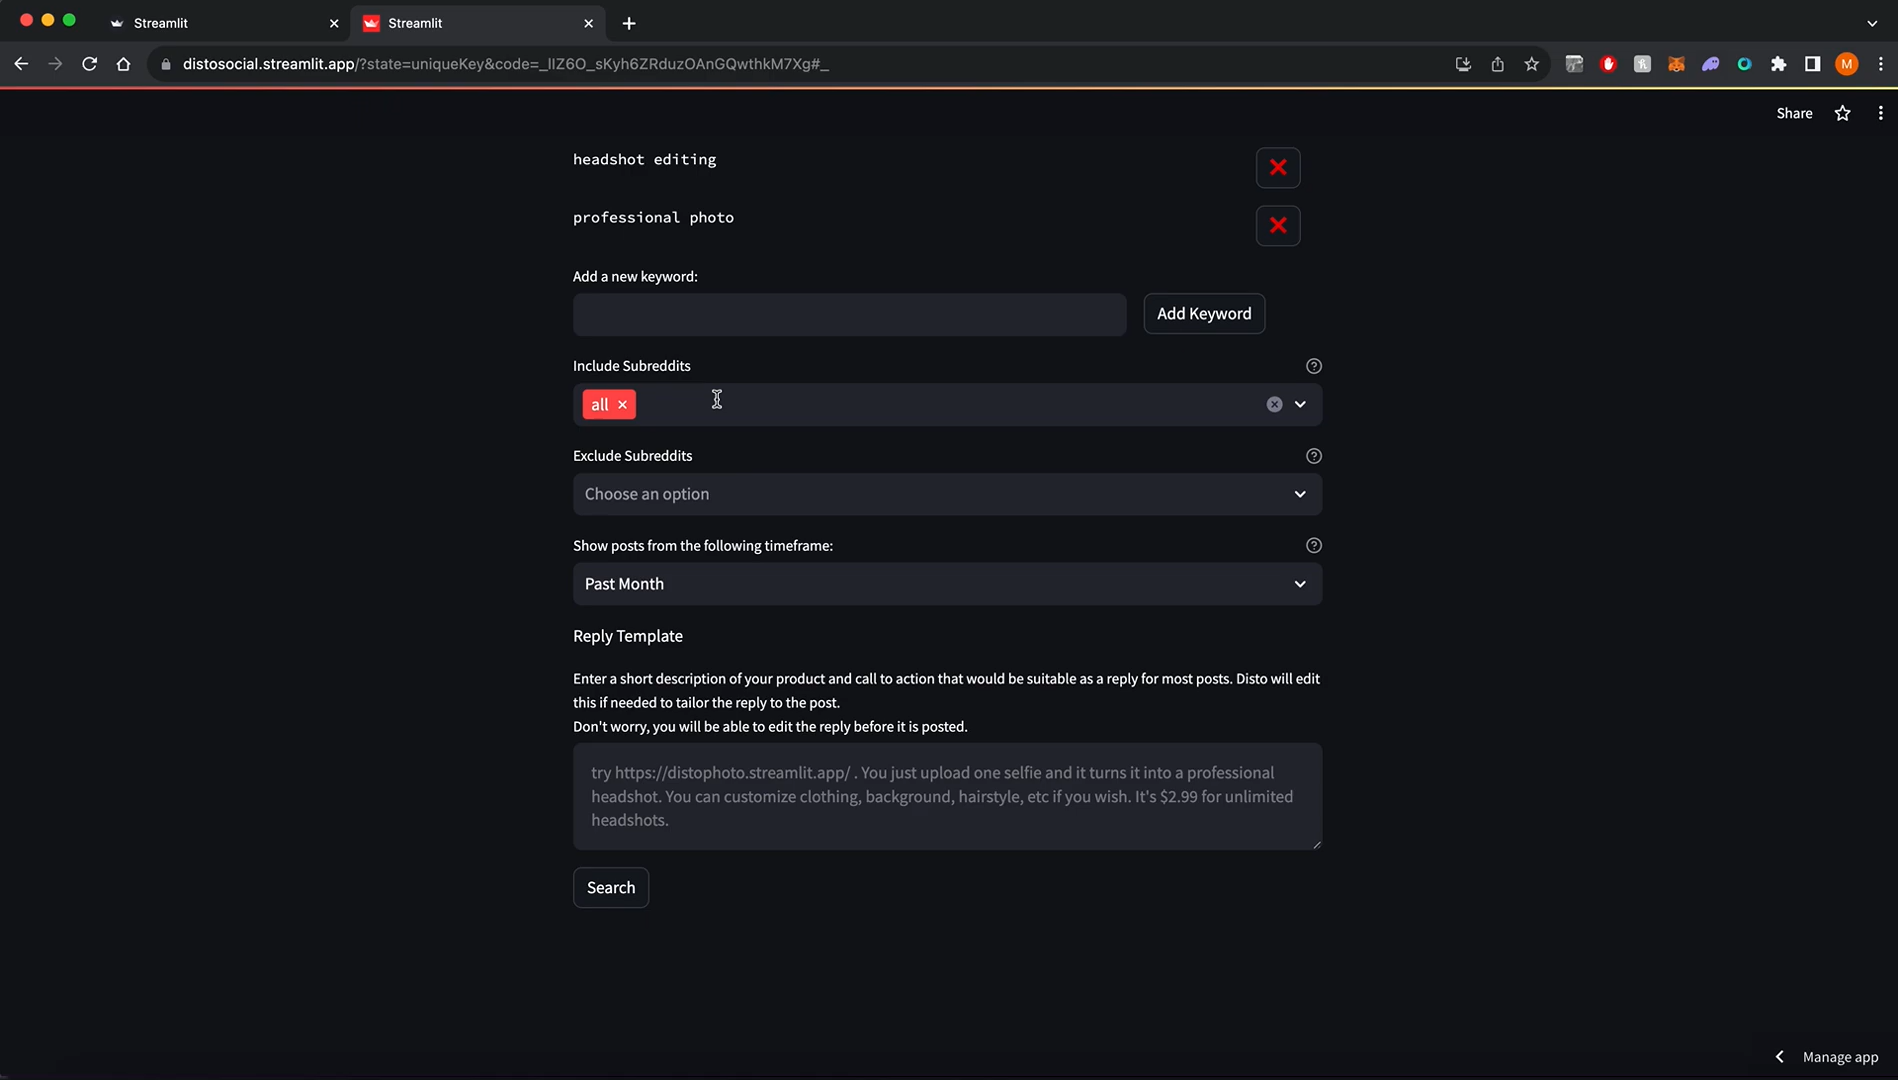 Streamlit
Streamlit
distosocial.streamlit.app/?state=uniqueKey&code=_lIZ6O_sKyh6ZRduzOAnGQwthkM7Xg#_
M
Share
headshot editing
professional photo
Add a new keyword:
Add Keyword
Include Subreddits
all
Exclude Subreddits
Choose an option
Show posts from the following timeframe:
Past Month
Reply Template
Enter a short description of your product and call to action that would be suitable as a reply for most posts. Disto will edit
this if needed to tailor the reply to the post.
Don't worry, you will be able to edit the reply before it is posted.
try https://distophoto.streamlit.app/ . You just upload one selfie and it turns it into a professional
headshot. You can customize clothing, background, hairstyle, etc if you wish. It's $2.99 for unlimited
headshots.
Search
Manage app